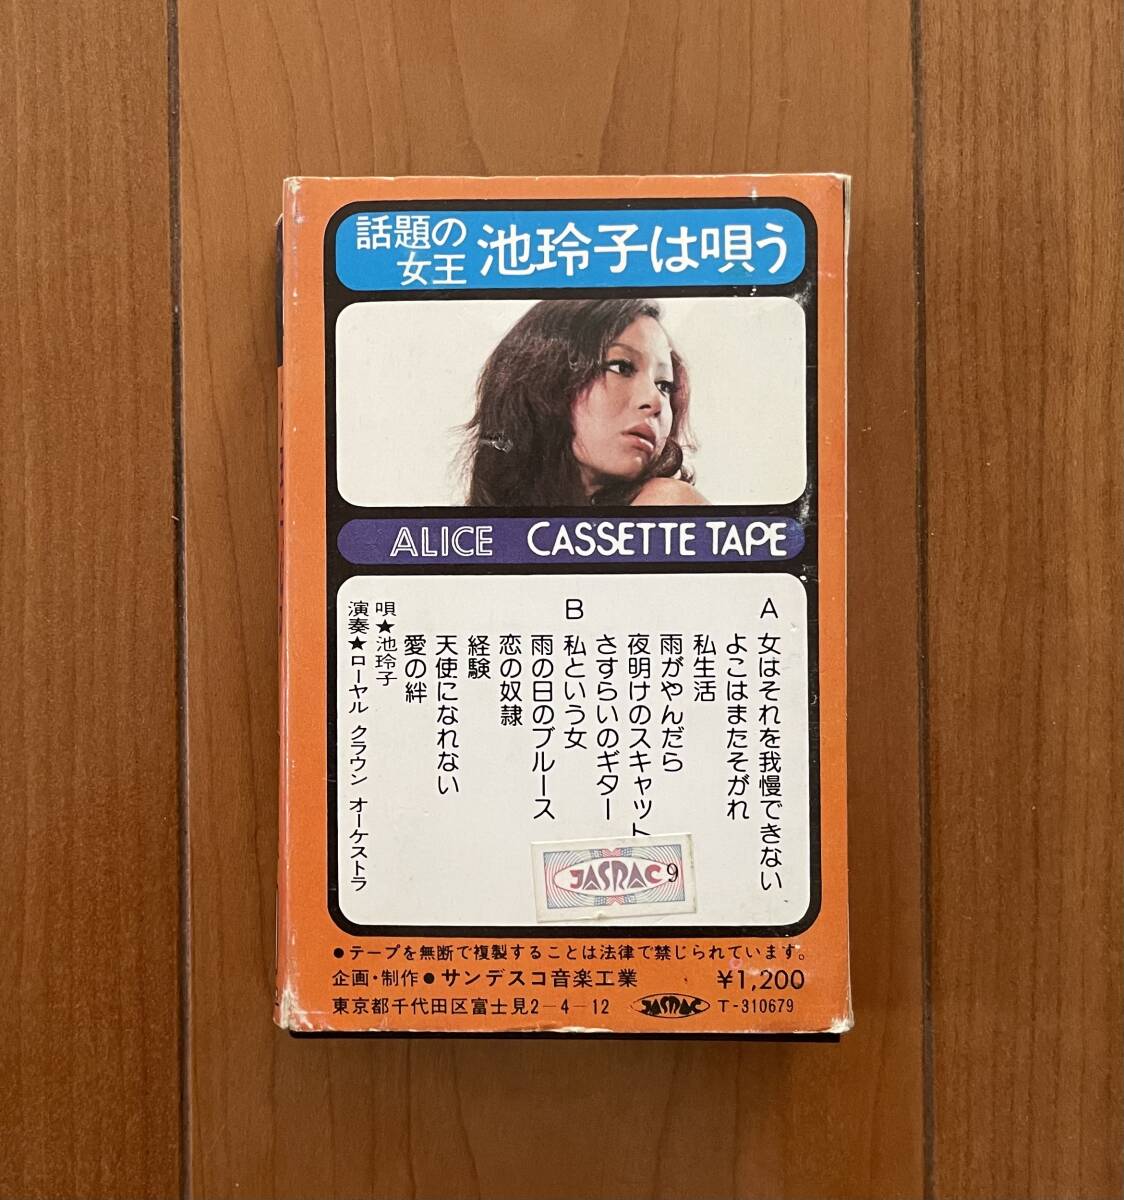 話題の
女王
池玲子は唄う
ALICE CASSETTE TAPE
A
女はそれを我慢できない
よこはまたそがれ
私生活
雨がやんだら
夜明けのスキャット
さすらいのギター
B
私という女
雨の日のブルース
恋の奴隷
経験
天使になれない
愛の絆
唄★池玲子
演奏★ローヤル クラウン オーケストラ
JASRAC 9
●テープを無断で複製することは法律で禁じられています。
企画・制作●サンデスコ音楽工業 ¥1,200
東京都千代田区富士見2-4-12 JASRAC T-310679